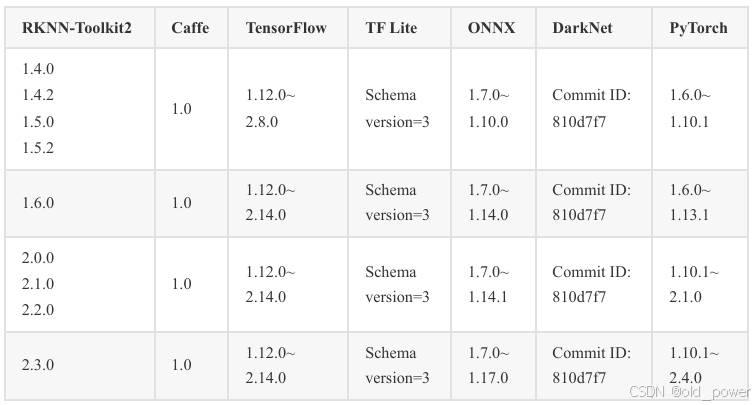 RKNN-Toolkit2 Caffe TensorFlow TF Lite ONNX DarkNet PyTorch
1.4.0
1.4.2
1.5.0
1.5.2
1.0
1.12.0~
2.8.0
Schema
version=3
1.7.0~
1.10.0
Commit ID:
810d7f7
1.6.0~
1.10.1
1.6.0
1.0
1.12.0~
2.14.0
Schema
version=3
1.7.0~
1.14.0
Commit ID:
810d7f7
1.6.0~
1.13.1
2.0.0
2.1.0
2.2.0
1.0
1.12.0~
2.14.0
Schema
version=3
1.7.0~
1.14.1
Commit ID:
810d7f7
1.10.1~
2.1.0
2.3.0
1.0
1.12.0~
2.14.0
Schema
version=3
1.7.0~
1.17.0
Commit ID:
810d7f7
1.10.1~
2.4.0
CSDN @old_power